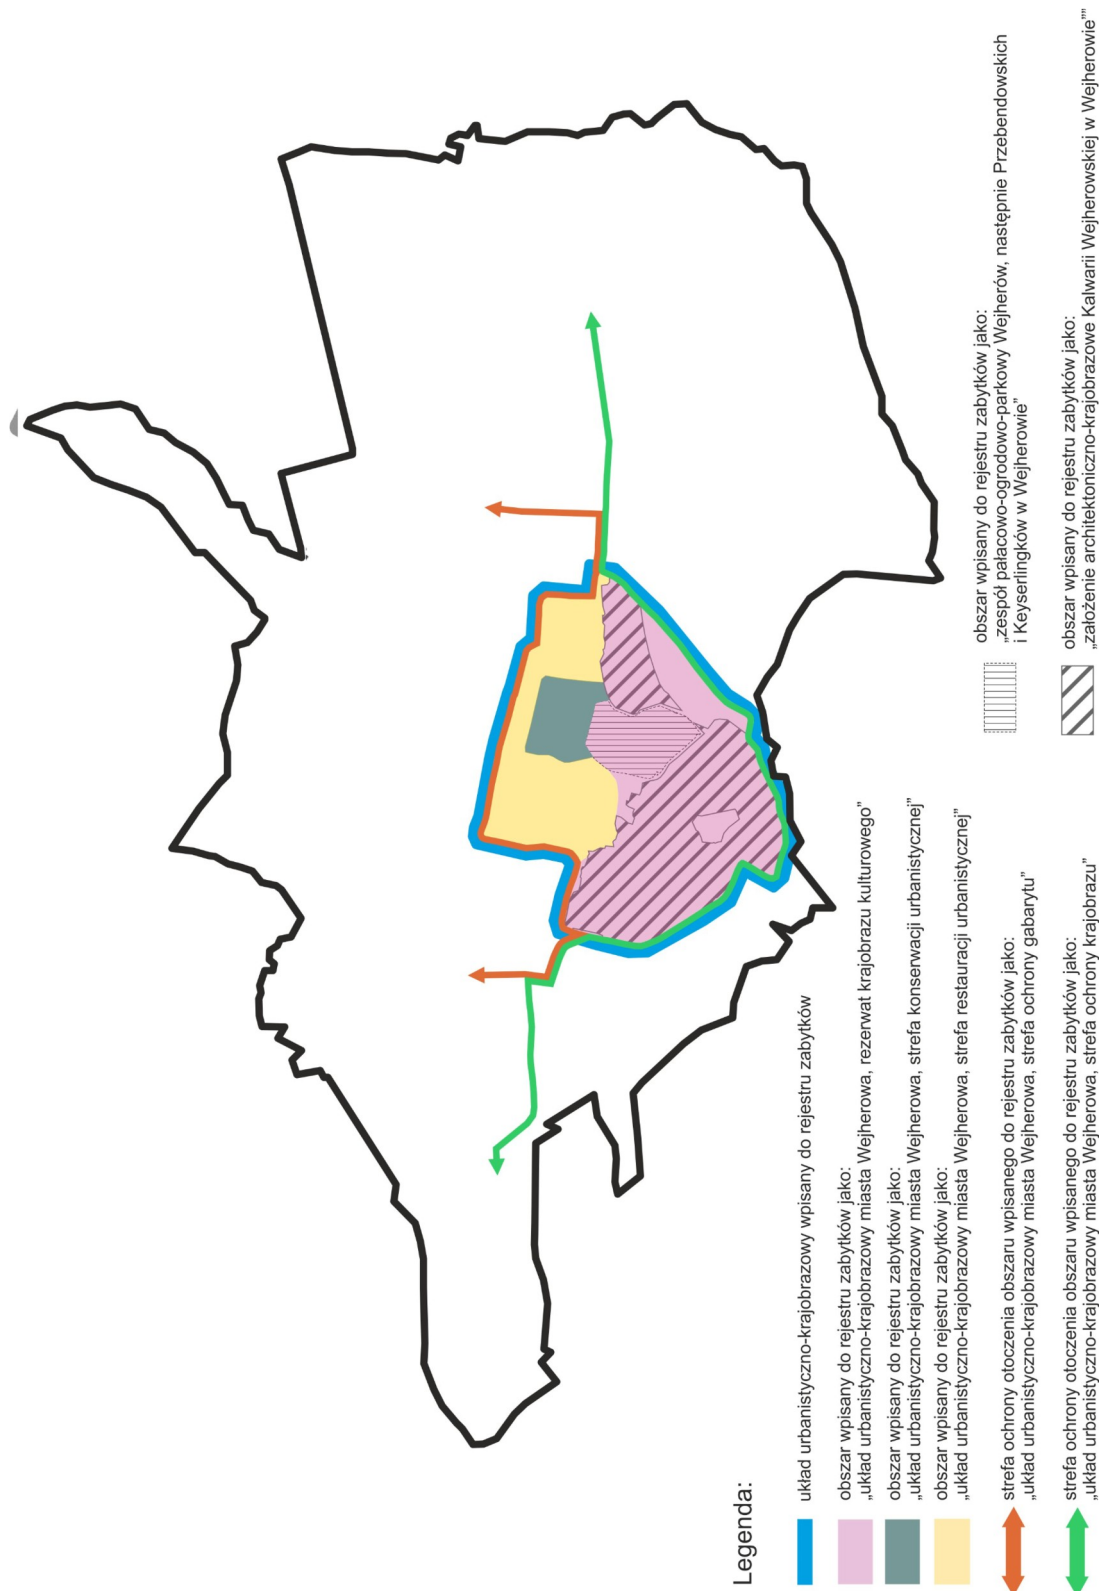 Legenda:
układ urbanistyczno-krajobrazowy wpisany do rejestru zabytków
obszar wpisany do rejestru zabytków jako:
„układ urbanistyczno-krajobrazowy miasta Wejherowa, rezerwat krajobrazu kulturowego”
obszar wpisany do rejestru zabytków jako:
„układ urbanistyczno-krajobrazowy miasta Wejherowa, strefa konserwacji urbanistycznej”
obszar wpisany do rejestru zabytków jako:
„układ urbanistyczno-krajobrazowy miasta Wejherowa, strefa restauracji urbanistycznej”
strefa ochrony otoczenia obszaru wpisanego do rejestru zabytków jako:
„układ urbanistyczno-krajobrazowy miasta Wejherowa, strefa ochrony gabarytu”
strefa ochrony otoczenia obszaru wpisanego do rejestru zabytków jako:
„układ urbanistyczno-krajobrazowy miasta Wejherowa, strefa ochrony krajobrazu”
obszar wpisany do rejestru zabytków jako:
„zespół pałacowo-ogrodowo-parkowy Wejherów, następnie Przebendowskich
i Keyserlingków w Wejherowie”
obszar wpisany do rejestru zabytków jako:
„założenie architektoniczno-krajobrazowe Kalwarii Wejherowskiej w Wejherowie””